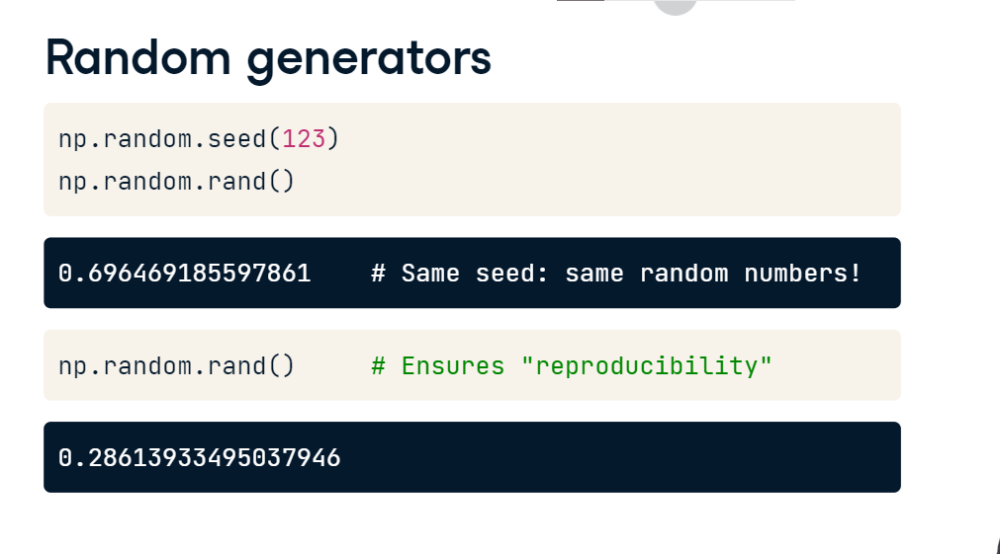 Random generators
np.random.seed(123)
np.random.rand()
0.696469185597861    # Same seed: same random numbers!
np.random.rand()     # Ensures "reproducibility"
0.28613933495037946